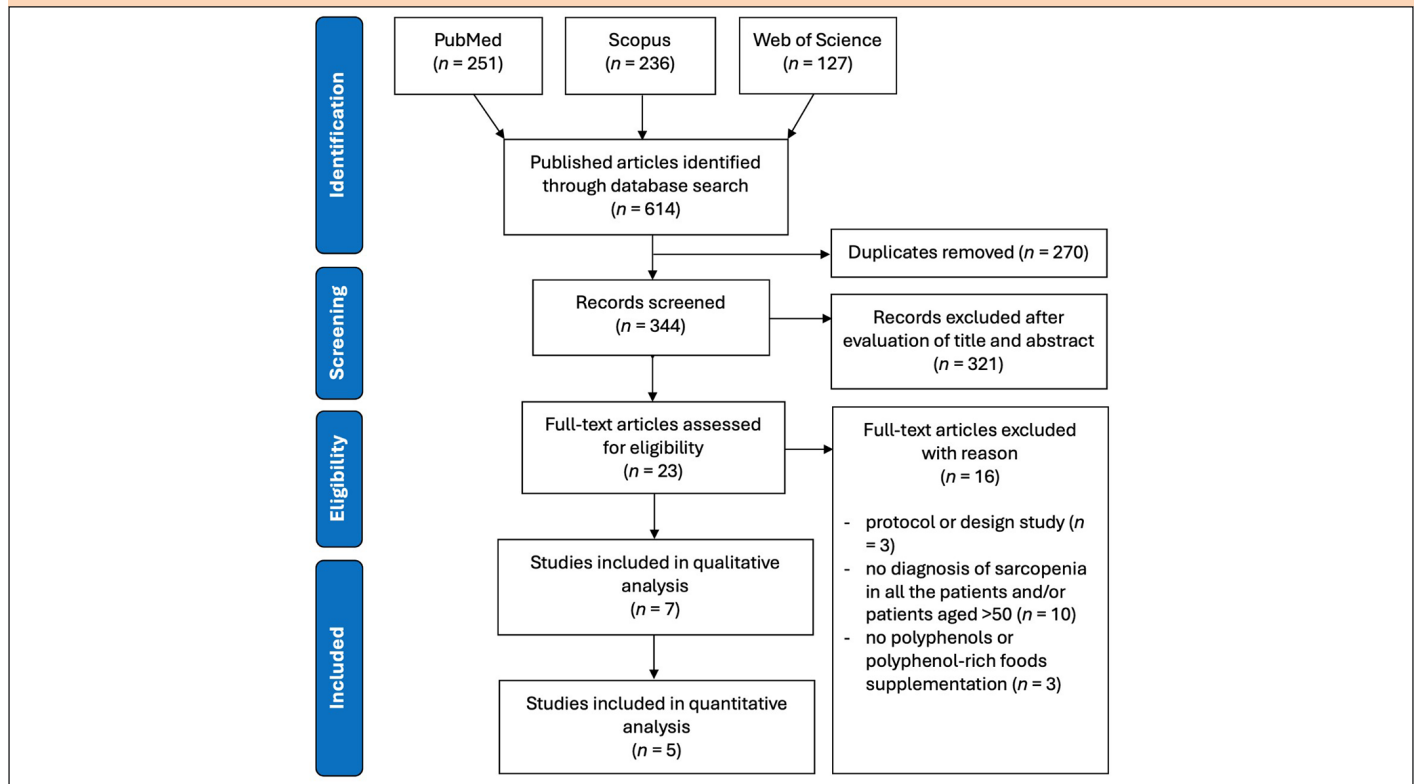 Identification
PubMed
(n = 251)
Scopus
(n = 236)
Web of Science
(n = 127)
Published articles identified
through database search
(n = 614)
Duplicates removed (n = 270)
Screening
Records screened
(n = 344)
Records excluded after
evaluation of title and abstract
(n = 321)
Eligibility
Full-text articles assessed
for eligibility
(n = 23)
Full-text articles excluded
with reason
(n = 16)
- protocol or design study (n
= 3)
- no diagnosis of sarcopenia
in all the patients and/or
patients aged >50 (n = 10)
- no polyphenols or
polyphenol-rich foods
supplementation (n = 3)
Included
Studies included in qualitative
analysis
(n = 7)
Studies included in quantitative
analysis
(n = 5)